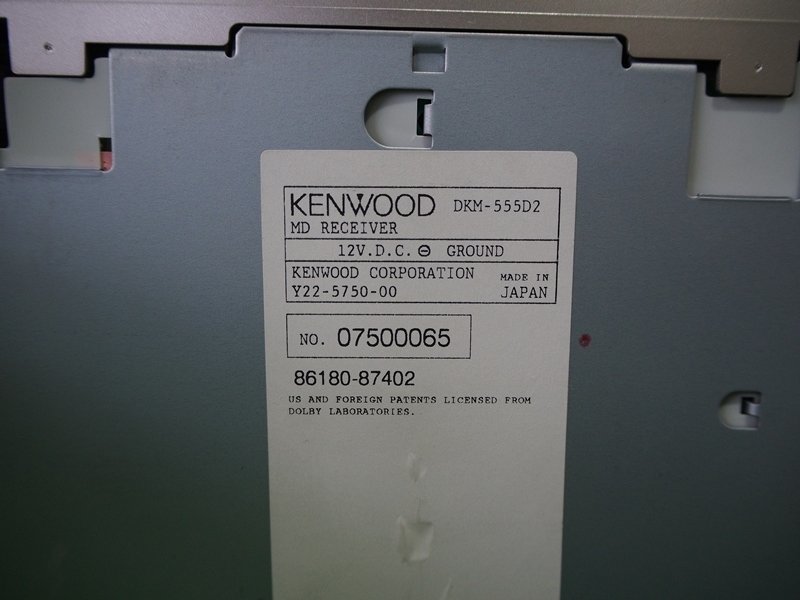 KENWOOD DKM-555D2
MD RECEIVER
12V.D.C. ⊖ GROUND
KENWOOD CORPORATION MADE IN
Y22-5750-00 JAPAN
NO. 07500065
86180-87402
US AND FOREIGN PATENTS LICENSED FROM
DOLBY LABORATORIES.